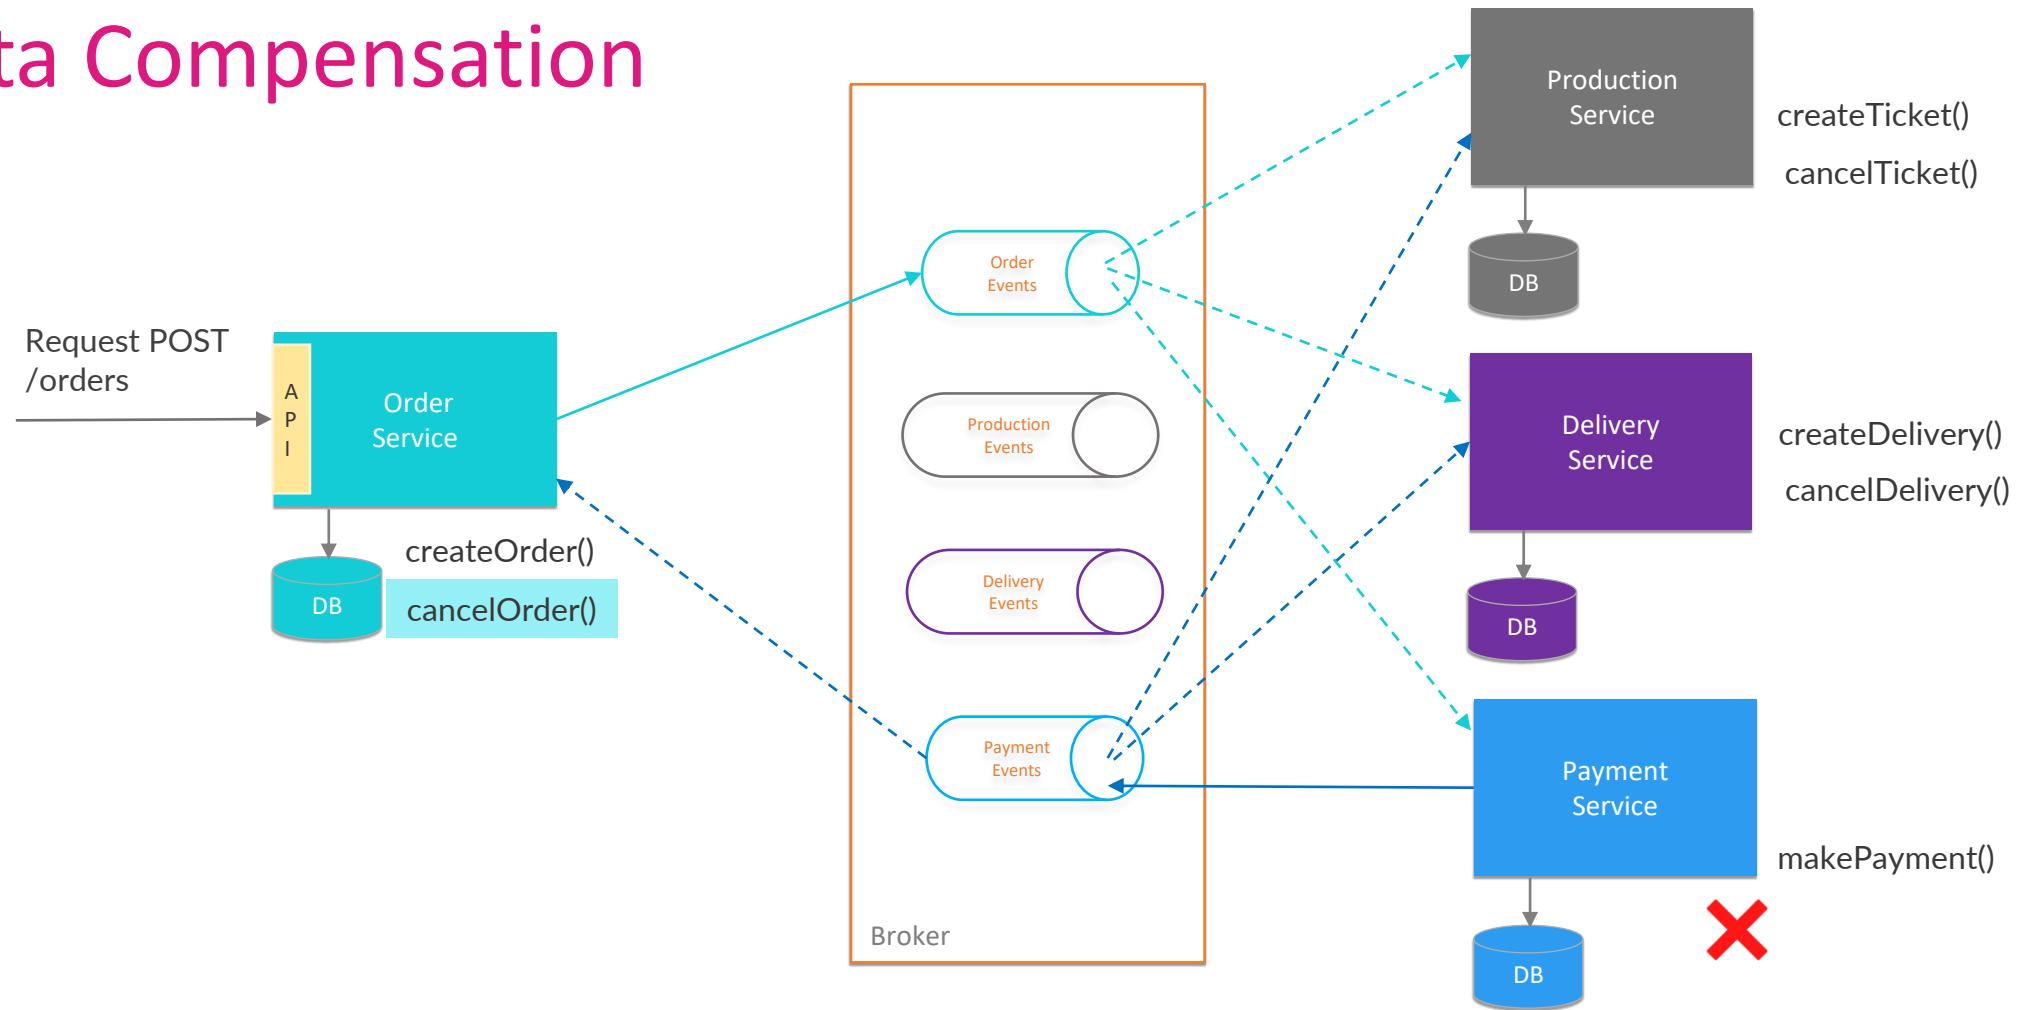 ta Compensation
Production
Service
createTicket()
cancelTicket()
DB
Order
Events
Request POST
/orders
A
P
I
Order
Service
Production
Events
Delivery
Service
createDelivery()
cancelDelivery()
createOrder()
DB
cancelOrder()
Delivery
Events
DB
Payment
Events
Payment
Service
makePayment()
Broker
DB